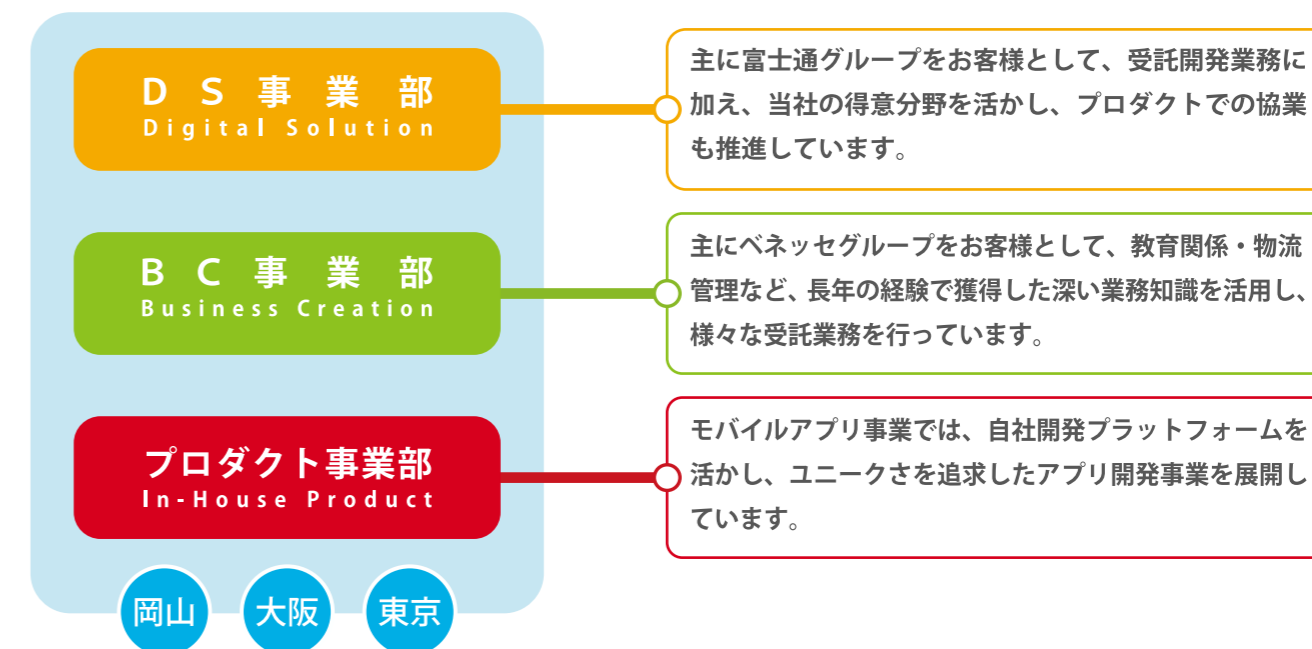 DS事業部
Digital Solution
主に富士通グループをお客様として、受託開発業務に
加え、当社の得意分野を活かし、プロダクトでの協業
も推進しています。
BC事業部
Business Creation
主にベネッセグループをお客様として、教育関係・物流
管理など、長年の経験で獲得した深い業務知識を活用し、
様々な受託業務を行っています。
プロダクト事業部
In-House Product
モバイルアプリ事業では、自社開発プラットフォームを
活かし、ユニークさを追求したアプリ開発事業を展開し
ています。
岡山
大阪
東京